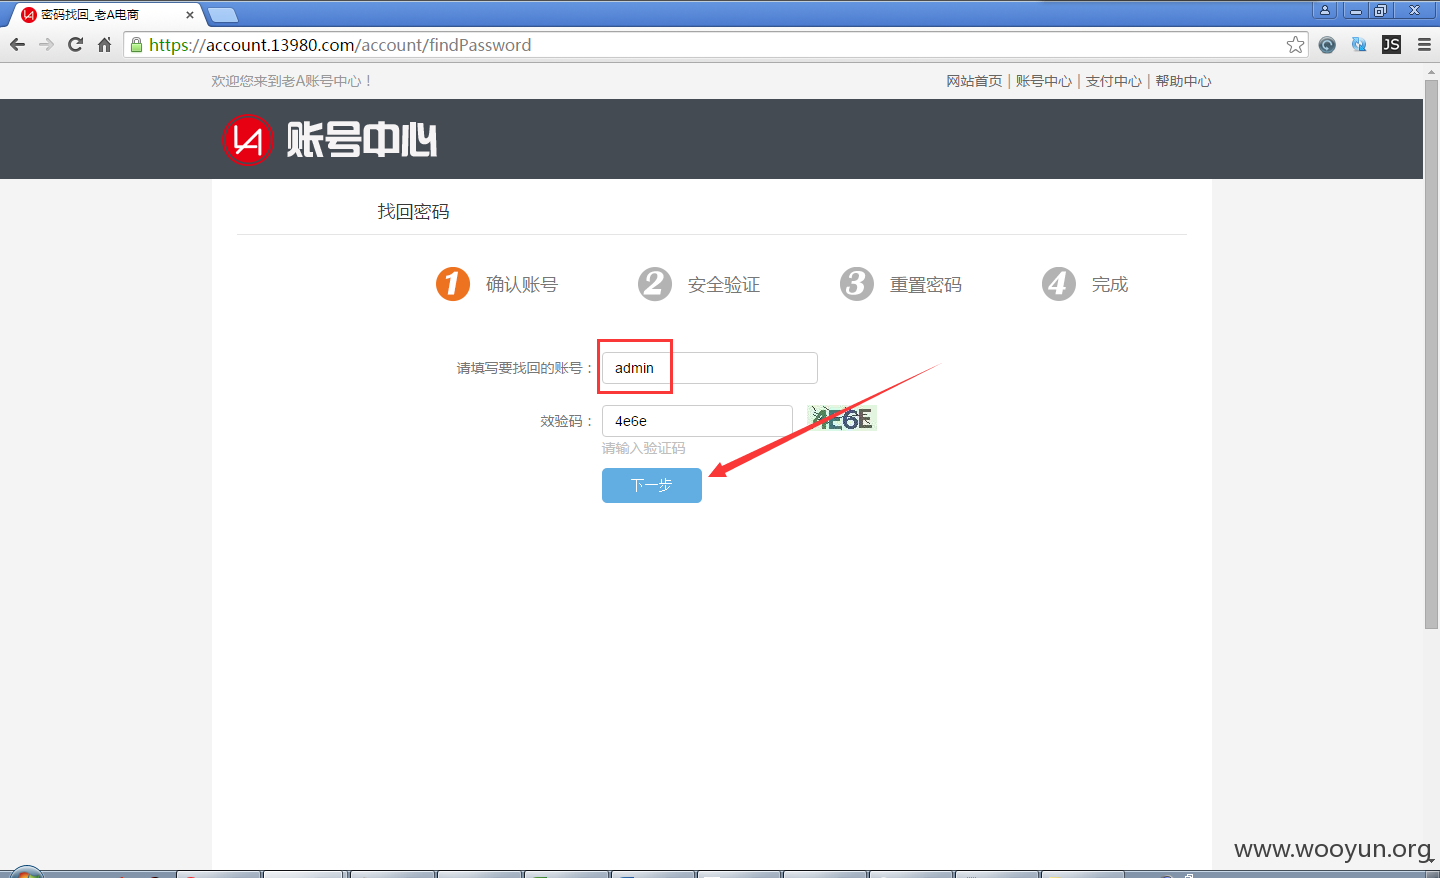 密码找回_老A电商
https://account.13980.com/account/findPassword
JS
欢迎您来到老A账号中心！
网站首页 | 账号中心 | 支付中心 | 帮助中心
账号中心
找回密码
1 确认账号 2 安全验证 3 重置密码 4 完成
请填写要找回的账号： admin
效验码： 4e6e 4E6E
请输入验证码
下一步
www.wooyun.org